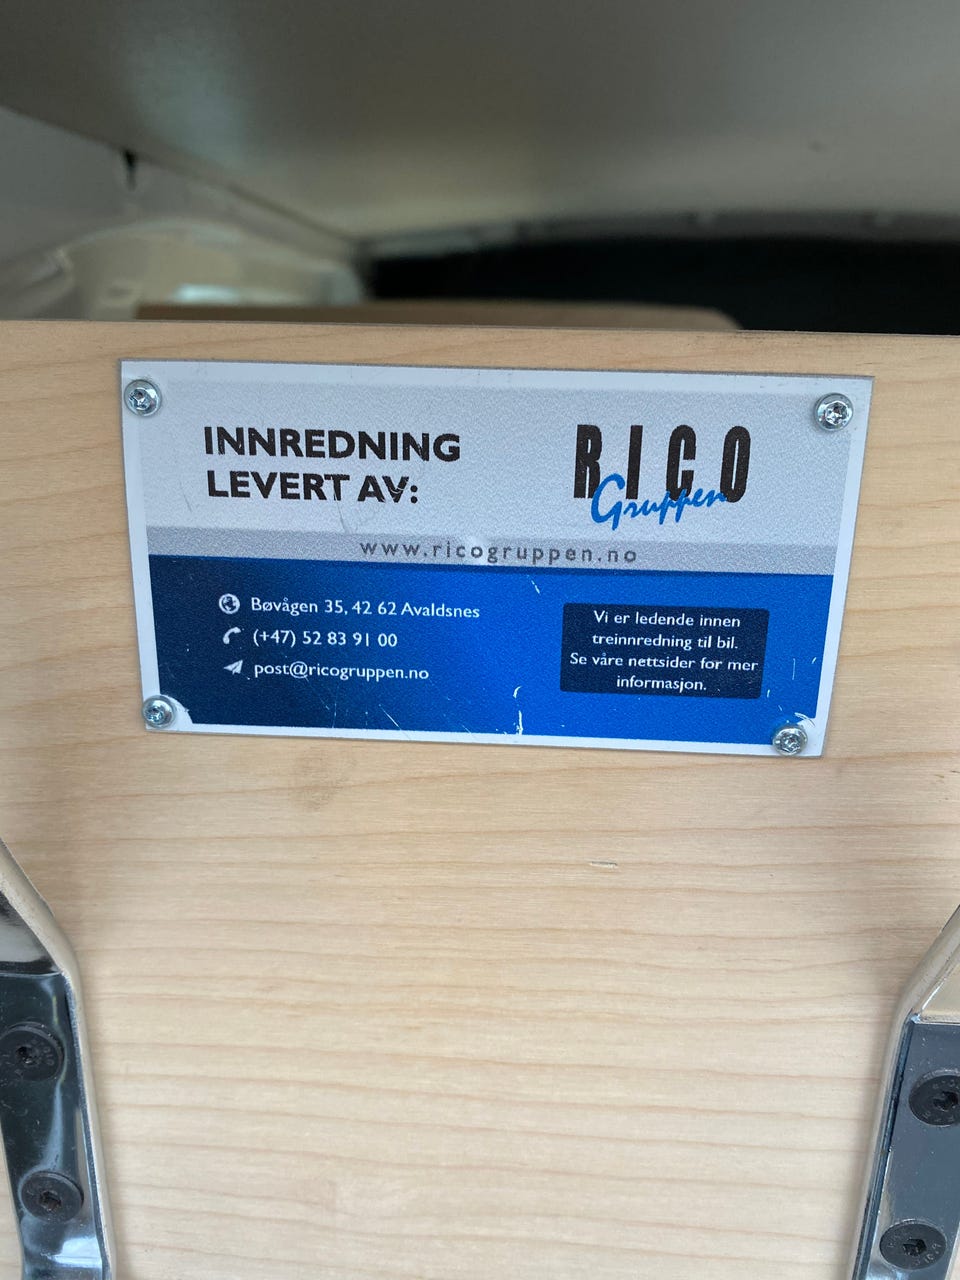 INNREDNING
LEVERT AV:
RICO
Gruppen
www.ricogruppen.no
Bøvågen 35, 42 62 Avaldsnes
(+47) 52 83 91 00
post@ricogruppen.no
Vi er ledende innen
treinnredning til bil.
Se våre nettsider for mer
informasjon.